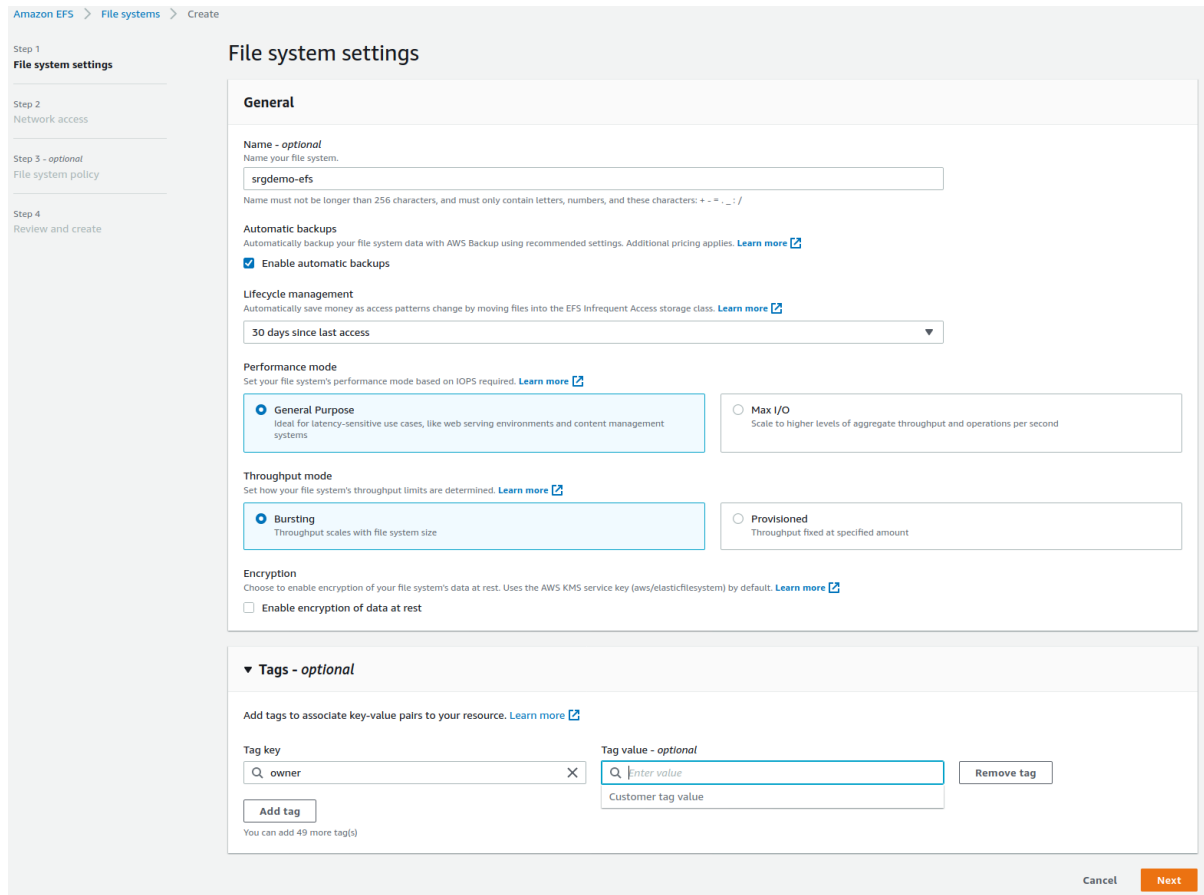 Amazon EFS > File systems > Create
Step 1
File system settings
Step 2
Network access
Step 3 - optional
File system policy
Step 4
Review and create
File system settings
General
Name - optional
Name your file system.
srgdemo-efs
Name must not be longer than 256 characters, and must only contain letters, numbers, and these characters: + - = . _ : /
Automatic backups
Automatically backup your file system data with AWS Backup using recommended settings. Additional pricing applies. Learn more
Enable automatic backups
Lifecycle management
Automatically save money as access patterns change by moving files into the EFS Infrequent Access storage class. Learn more
30 days since last access
Performance mode
Set your file system's performance mode based on IOPS required. Learn more
General Purpose
Ideal for latency-sensitive use cases, like web serving environments and content management
systems
Max I/O
Scale to higher levels of aggregate throughput and operations per second
Throughput mode
Set how your file system's throughput limits are determined. Learn more
Bursting
Throughput scales with file system size
Provisioned
Throughput fixed at specified amount
Encryption
Choose to enable encryption of your file system's data at rest. Uses the AWS KMS service key (aws/elasticfilesystem) by default. Learn more
Enable encryption of data at rest
Tags - optional
Add tags to associate key-value pairs to your resource. Learn more
Tag key
owner
Tag value - optional
Enter value
Customer tag value
Remove tag
Add tag
You can add 49 more tag(s)
Cancel
Next